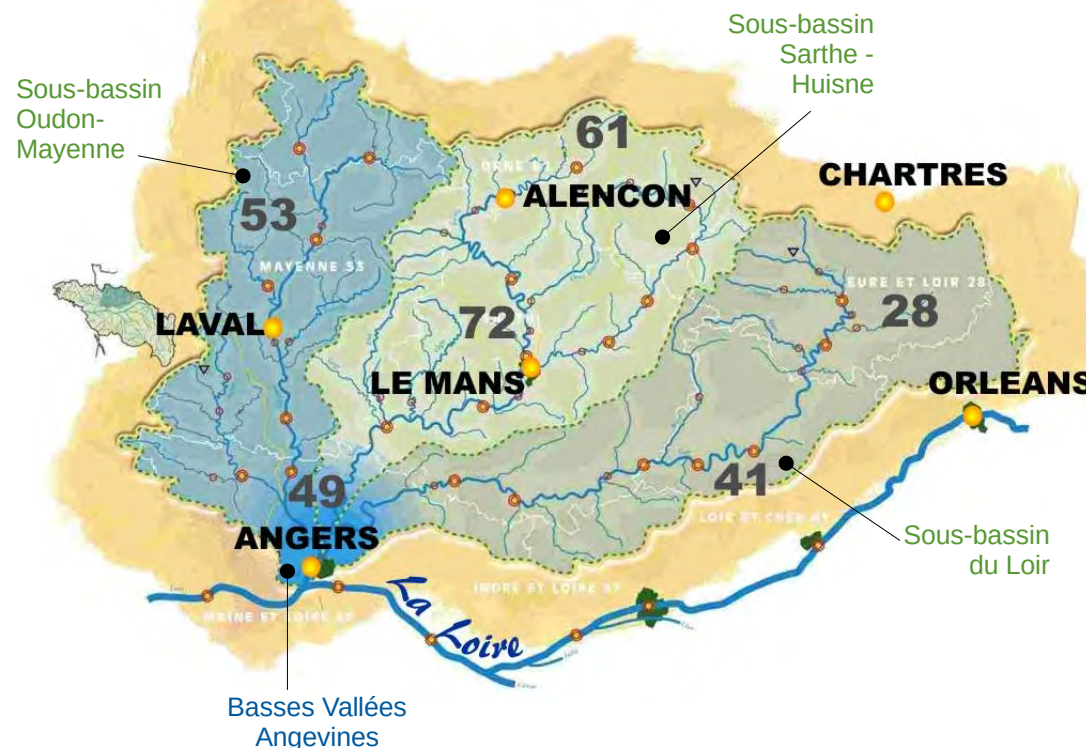 Sous-bassin
Sarthe -
Huisne
Sous-bassin
Oudon-
Mayenne
61
ORNE 61
ALENCON
CHARTRES
53
MAYENNE 53
EURE ET LOIR 28
28
72
LAVAL
LE MANS
ORLEANS
49
41
LOIR ET CHER 41
ANGERS
Sous-bassin
du Loir
INDRE ET LOIRE 37
MAINE ET LOIRE 49
La Loire
Basses Vallées
Angevines